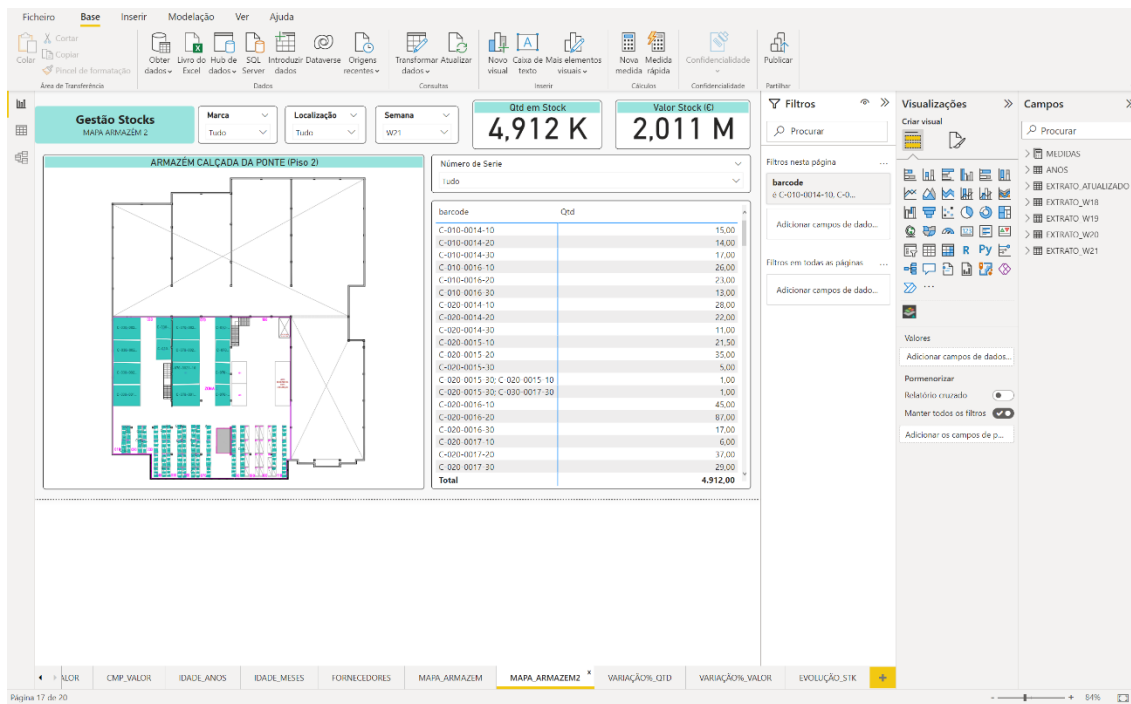 Ficheiro Base Inserir Modelação Ver Ajuda
Colar
Cortar
Copiar
Pincel de formatação
Área de Transferência
Obter dados
Livro do Excel
Hub de dados
SQL Server
Introduzir dados
Dataverse
Origens recentes
Dados
Transformar dados
Atualizar
Consultas
Novo visual
Caixa de texto
Mais elementos visuais
Inserir
Nova medida
Medida rápida
Cálculos
Confidencialidade
Confidencialidade
Publicar
Partilhar
Gestão Stocks
MAPA ARMAZÉM 2
Marca
Tudo
Localização
Tudo
Semana
W21
Qtd em Stock
4,912 K
Valor Stock (€)
2,011 M
ARMAZÉM CALÇADA DA PONTE (Piso 2)
Número de Serie
Tudo
barcode Qtd
C-010-0014-10 15,00
C-010-0014-20 14,00
C-010-0014-30 17,00
C-010-0016-10 26,00
C-010-0016-20 23,00
C-010-0016-30 13,00
C-020-0014-10 28,00
C-020-0014-20 22,00
C-020-0014-30 11,00
C-020-0015-10 21,50
C-020-0015-20 35,00
C-020-0015-30 5,00
C-020-0015-30; C-020-0015-10 1,00
C-020-0015-30; C-030-0017-30 1,00
C-020-0016-10 45,00
C-020-0016-20 87,00
C-020-0016-30 17,00
C-020-0017-10 6,00
C-020-0017-20 37,00
C-020-0017-30 29,00
Total 4.912,00
Filtros
Procurar
Filtros nesta página ...
barcode
é C-010-0014-10, C-0...
Adicionar campos de dado...
Filtros em todas as páginas ...
Adicionar campos de dado...
Visualizações
Criar visual
R Py
...
Valores
Adicionar campos de dados...
Pormenorizar
Relatório cruzado
Manter todos os filtros
Adicionar os campos de p...
Campos
Procurar
MEDIDAS
ANOS
EXTRATO_ATUALIZADO
EXTRATO_W18
EXTRATO_W19
EXTRATO_W20
EXTRATO_W21
CMP_VALOR IDADE_ANOS IDADE_MESES FORNECEDORES MAPA_ARMAZEM MAPA_ARMAZEM2 x VARIAÇÃO%_QTD VARIAÇÃO%_VALOR EVOLUÇÃO_STK +
Página 17 de 20
- + 84%